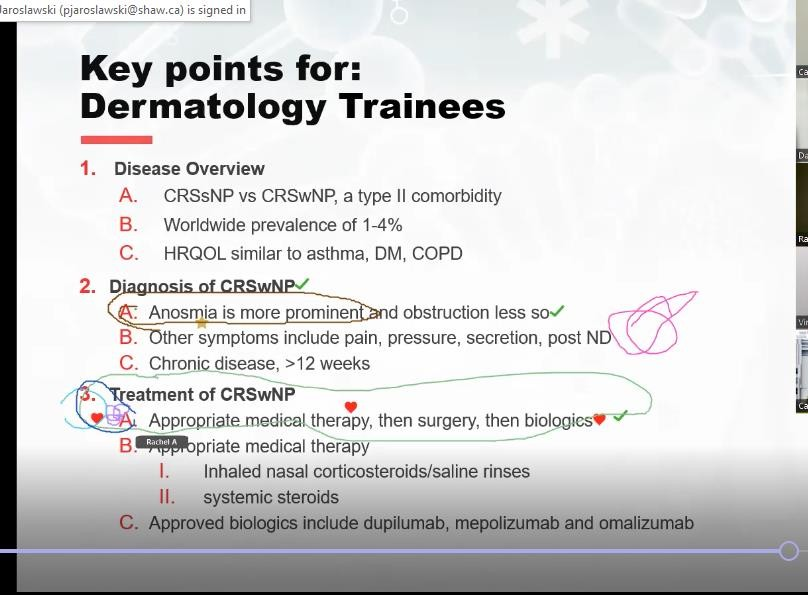 Jaroslawski (pjaroslawski@shaw.ca) is signed in
Key points for:
Dermatology Trainees
1. Disease Overview
A. CRSsNP vs CRSwNP, a type II comorbidity
B. Worldwide prevalence of 1-4%
C. HRQOL similar to asthma, DM, COPD
2. Diagnosis of CRSwNP
A. Anosmia is more prominent and obstruction less so
B. Other symptoms include pain, pressure, secretion, post ND
C. Chronic disease, >12 weeks
3. Treatment of CRSwNP
A. Appropriate medical therapy, then surgery, then biologics
Rachel A
B. Appropriate medical therapy
I. Inhaled nasal corticosteroids/saline rinses
II. systemic steroids
C. Approved biologics include dupilumab, mepolizumab and omalizumab
Ca
Da
Ra
Ca